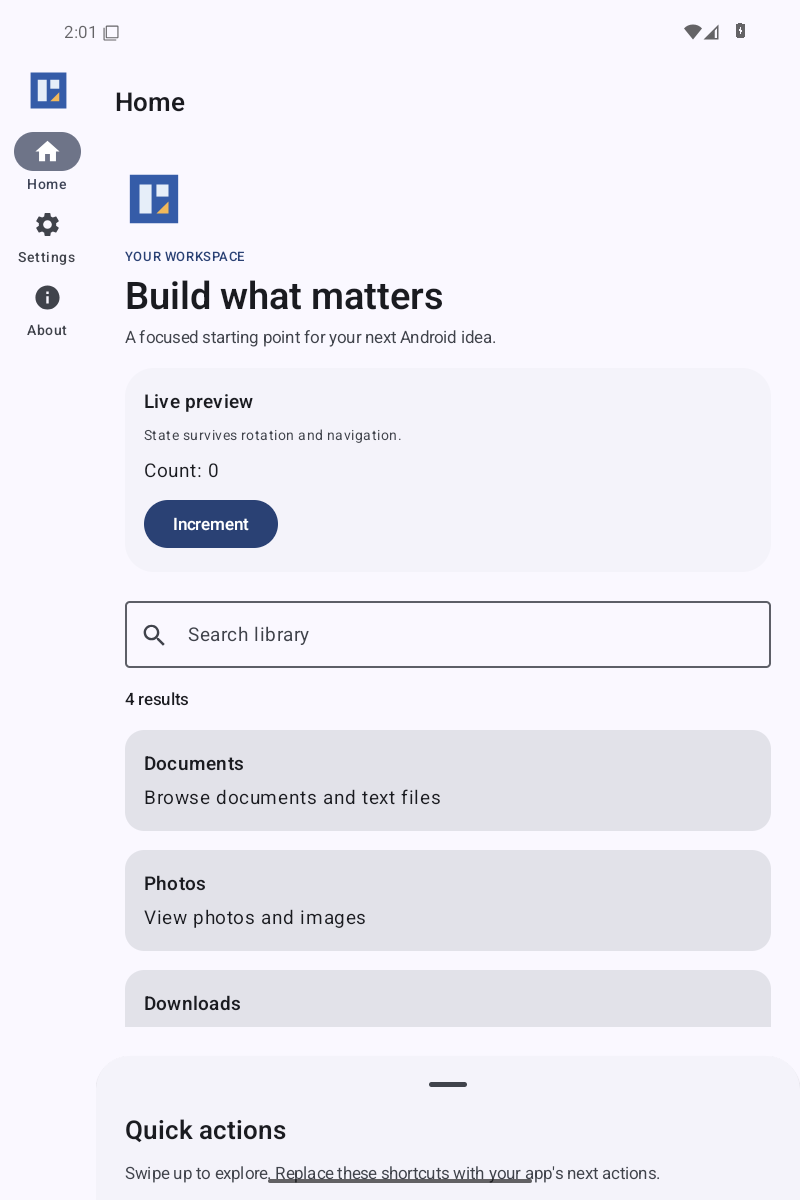 2:01
Home
Home
Settings
About
YOUR WORKSPACE
Build what matters
A focused starting point for your next Android idea.
Live preview
State survives rotation and navigation.
Count: 0
Increment
Search library
4 results
Documents
Browse documents and text files
Photos
View photos and images
Downloads
Quick actions
Swipe up to explore. Replace these shortcuts with your app's next actions.